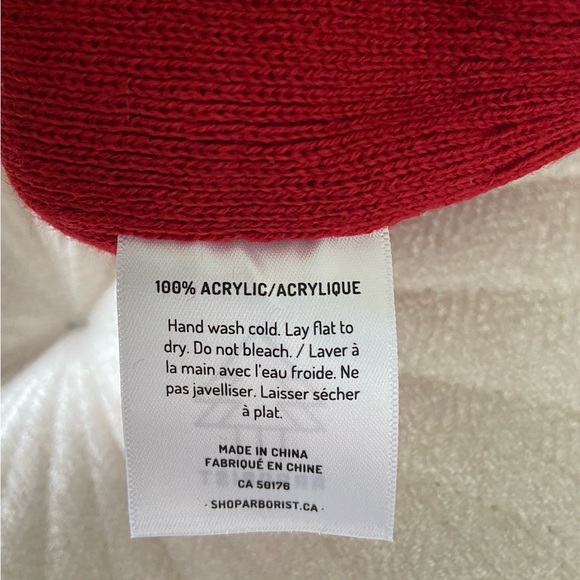 100% ACRYLIC/ACRYLIQUE
Hand wash cold. Lay flat to
dry. Do not bleach. / Laver à
la main avec l'eau froide. Ne
pas javelliser. Laisser sécher
à plat.
MADE IN CHINA
FABRIQUÉ EN CHINE
CA 50176
· SHOPARBORIST.CA ·